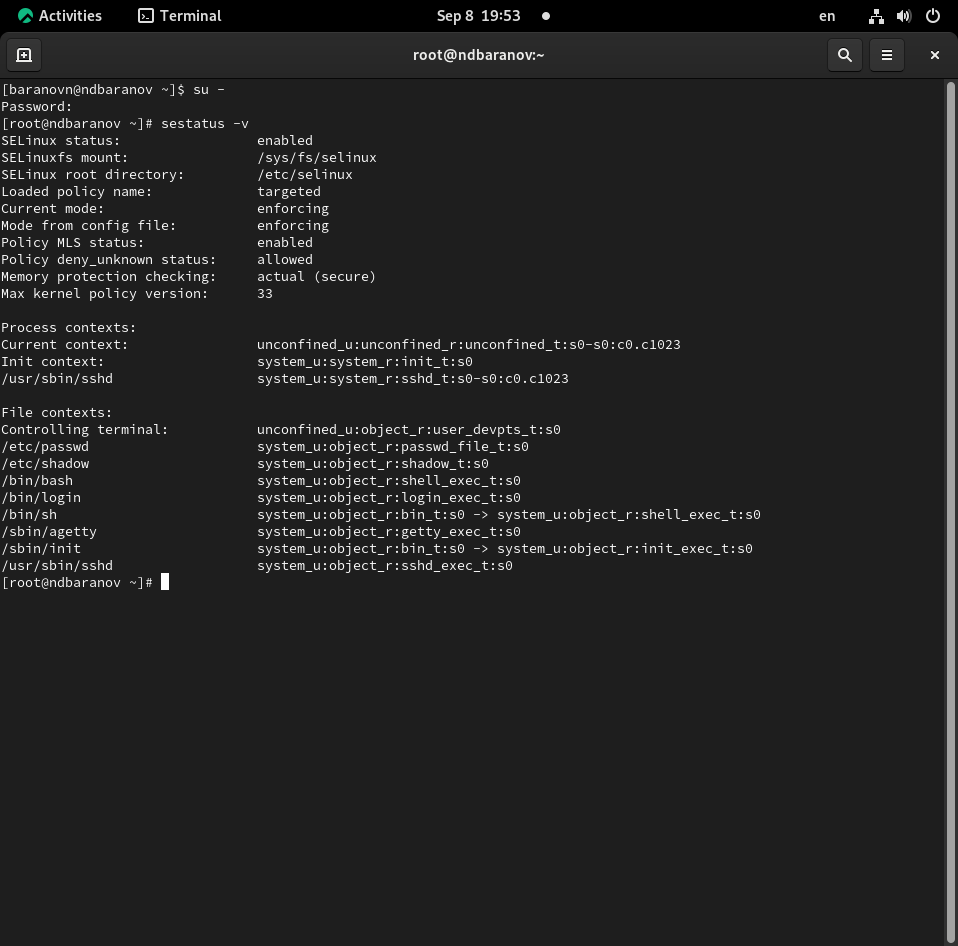 Activities Terminal Sep 8 19:53 en
root@ndbaranov:~
[baranovn@ndbaranov ~]$ su -
Password:
[root@ndbaranov ~]# sestatus -v
SELinux status: enabled
SELinuxfs mount: /sys/fs/selinux
SELinux root directory: /etc/selinux
Loaded policy name: targeted
Current mode: enforcing
Mode from config file: enforcing
Policy MLS status: enabled
Policy deny_unknown status: allowed
Memory protection checking: actual (secure)
Max kernel policy version: 33
Process contexts:
Current context: unconfined_u:unconfined_r:unconfined_t:s0-s0:c0.c1023
Init context: system_u:system_r:init_t:s0
/usr/sbin/sshd system_u:system_r:sshd_t:s0-s0:c0.c1023
File contexts:
Controlling terminal: unconfined_u:object_r:user_devpts_t:s0
/etc/passwd system_u:object_r:passwd_file_t:s0
/etc/shadow system_u:object_r:shadow_t:s0
/bin/bash system_u:object_r:shell_exec_t:s0
/bin/login system_u:object_r:login_exec_t:s0
/bin/sh system_u:object_r:bin_t:s0 -> system_u:object_r:shell_exec_t:s0
/sbin/agetty system_u:object_r:getty_exec_t:s0
/sbin/init system_u:object_r:bin_t:s0 -> system_u:object_r:init_exec_t:s0
/usr/sbin/sshd system_u:object_r:sshd_exec_t:s0
[root@ndbaranov ~]#